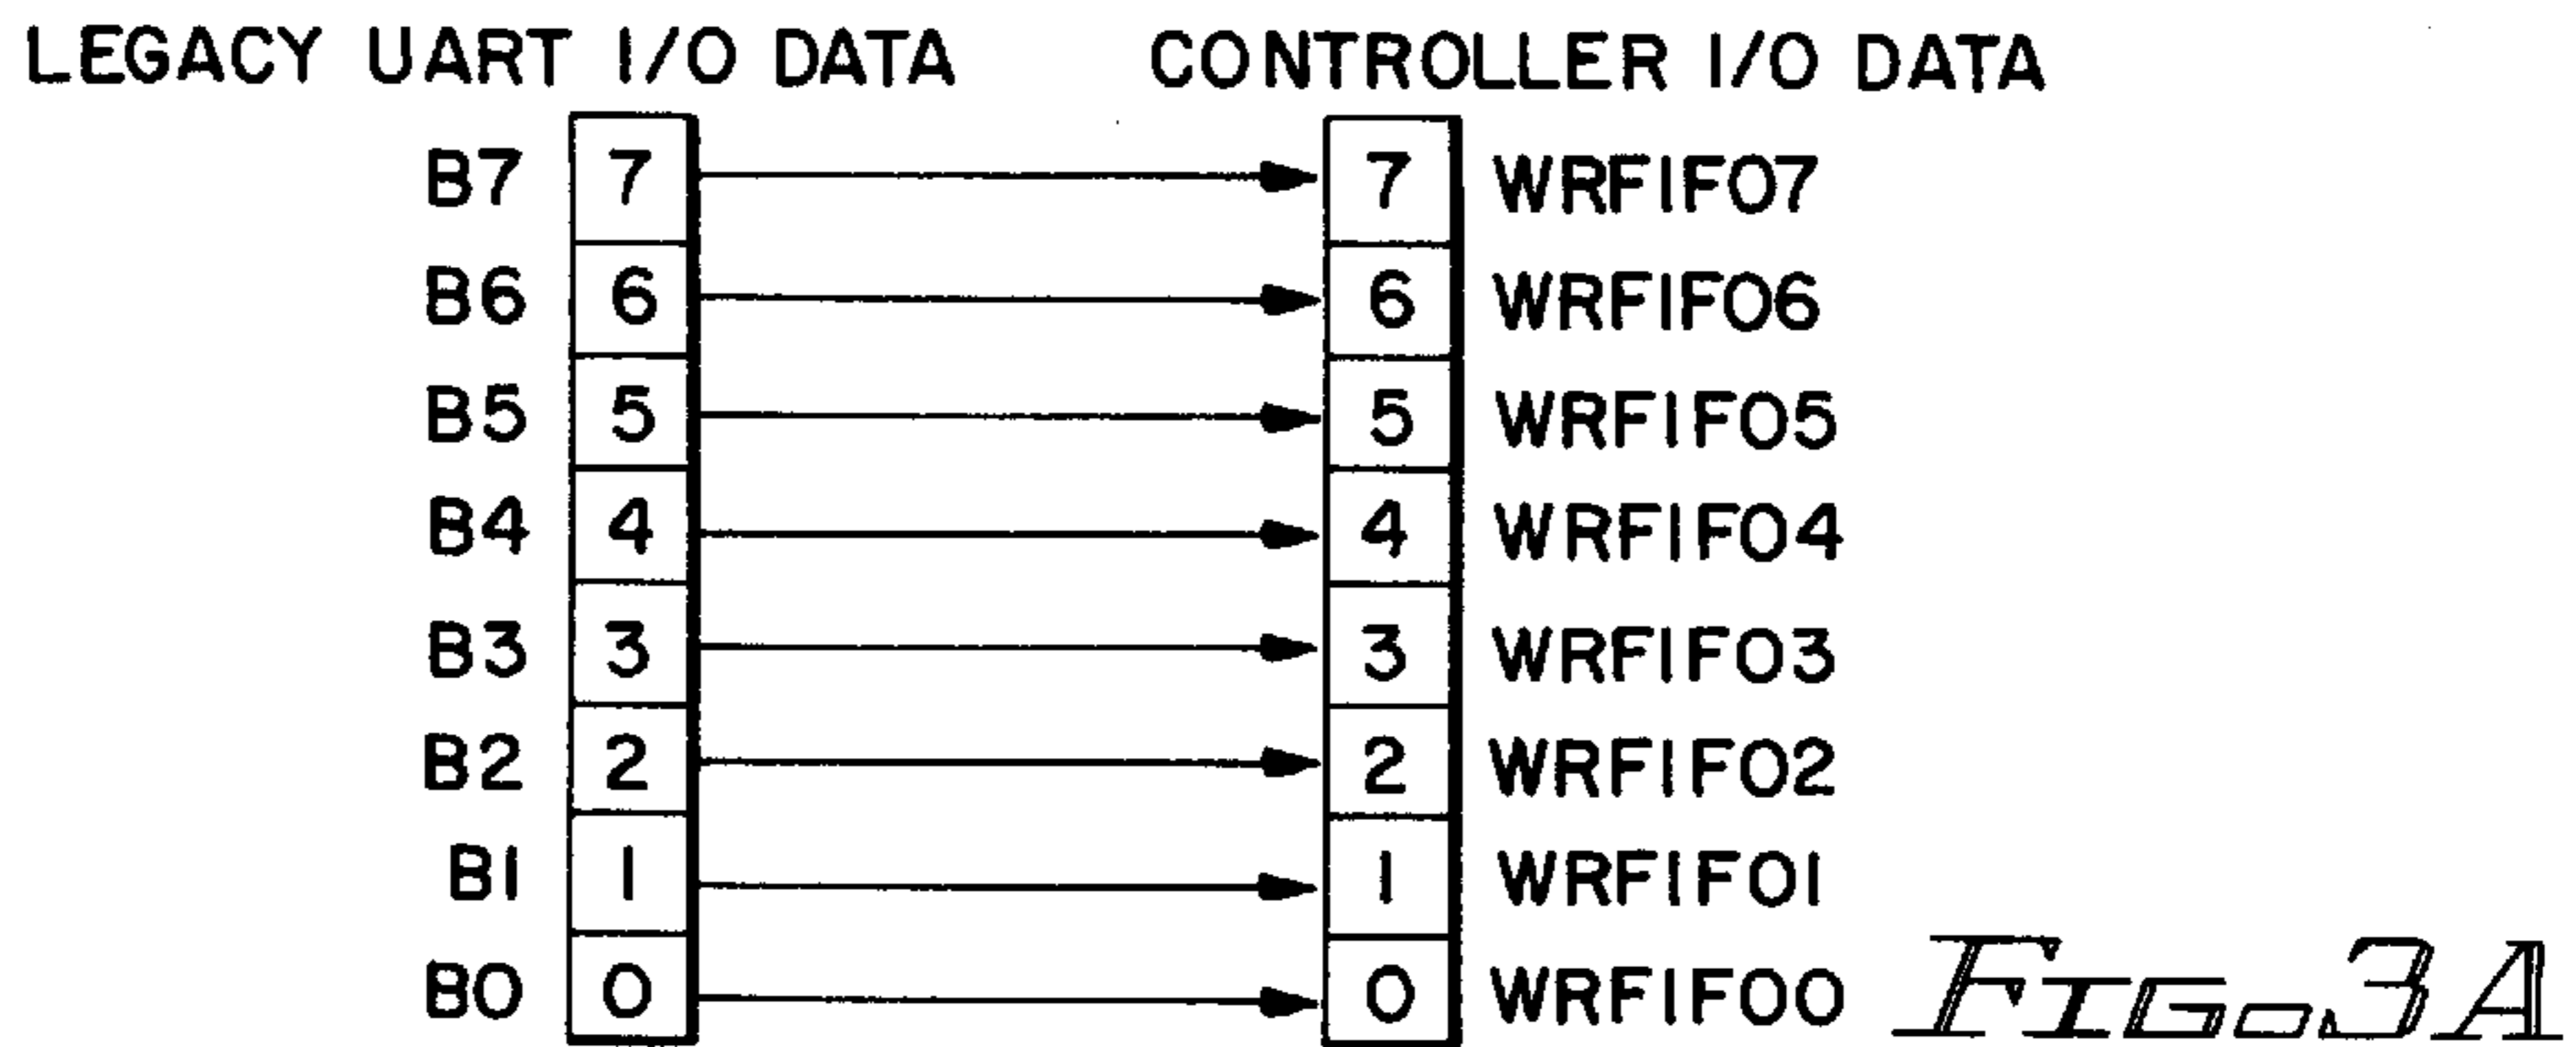 LEGACY UART I/O DATA CONTROLLER I/O DATA
B7 7 7 WRFIFO7
B6 6 6 WRFIFO6
B5 5 5 WRFIFO5
B4 4 4 WRFIFO4
B3 3 3 WRFIFO3
B2 2 2 WRFIFO2
B1 1 1 WRFIFO1
B0 0 0 WRFIFO0
FIG. 3A